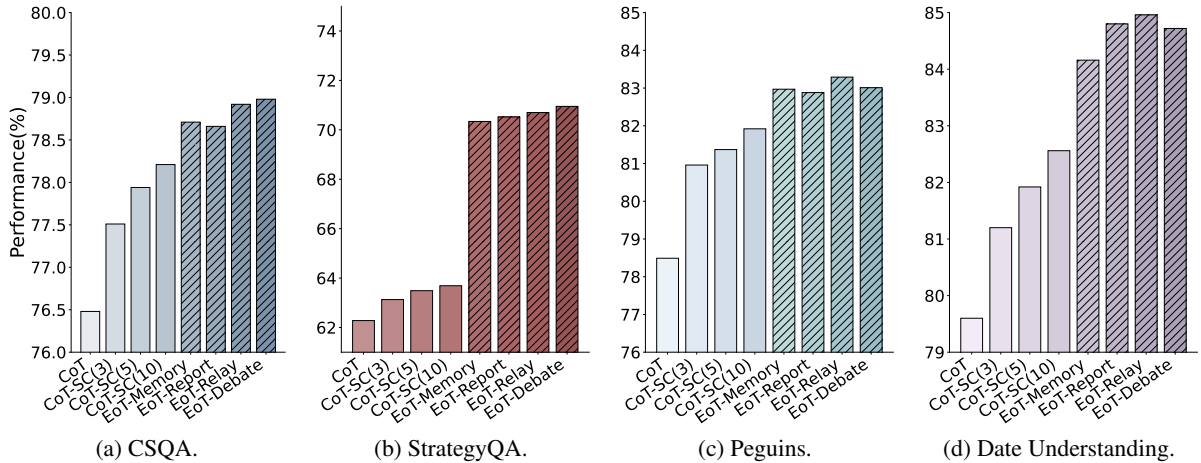 Performance(%)
80.0
79.5
79.0
78.5
78.0
77.5
77.0
76.5
76.0
CoT
CoT-SC(3)
CoT-SC(5)
CoT-SC(10)
EoT-Memory
EoT-Report
EoT-Relay
EoT-Debate
(a) CSQA.
74
72
70
68
66
64
62
CoT
CoT-SC(3)
CoT-SC(5)
CoT-SC(10)
EoT-Memory
EoT-Report
EoT-Relay
EoT-Debate
(b) StrategyQA.
85
84
83
82
81
80
79
78
77
76
CoT
CoT-SC(3)
CoT-SC(5)
CoT-SC(10)
EoT-Memory
EoT-Report
EoT-Relay
EoT-Debate
(c) Peguins.
85
84
83
82
81
80
79
CoT
CoT-SC(3)
CoT-SC(5)
CoT-SC(10)
EoT-Memory
EoT-Report
EoT-Relay
EoT-Debate
(d) Date Understanding.